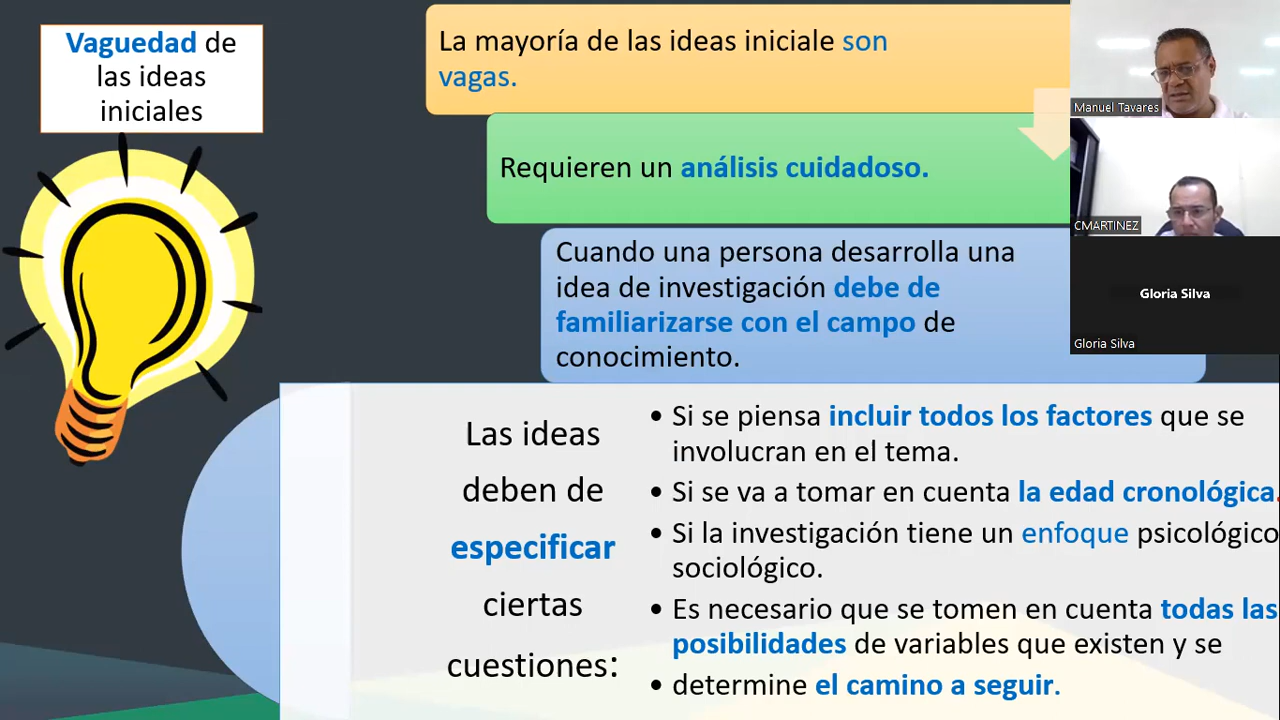 Vaguedad de
las ideas
iniciales
La mayoría de las ideas iniciale son
vagas.
Requieren un análisis cuidadoso.
Cuando una persona desarrolla una
idea de investigación debe de
familiarizarse con el campo de
conocimiento.
Las ideas
deben de
especificar
ciertas
cuestiones:
• Si se piensa incluir todos los factores que se
involucran en el tema.
• Si se va a tomar en cuenta la edad cronológica.
• Si la investigación tiene un enfoque psicológico
sociológico.
• Es necesario que se tomen en cuenta todas las
posibilidades de variables que existen y se
• determine el camino a seguir.
Manuel Tavares
CMARTINEZ
Gloria Silva
Gloria Silva